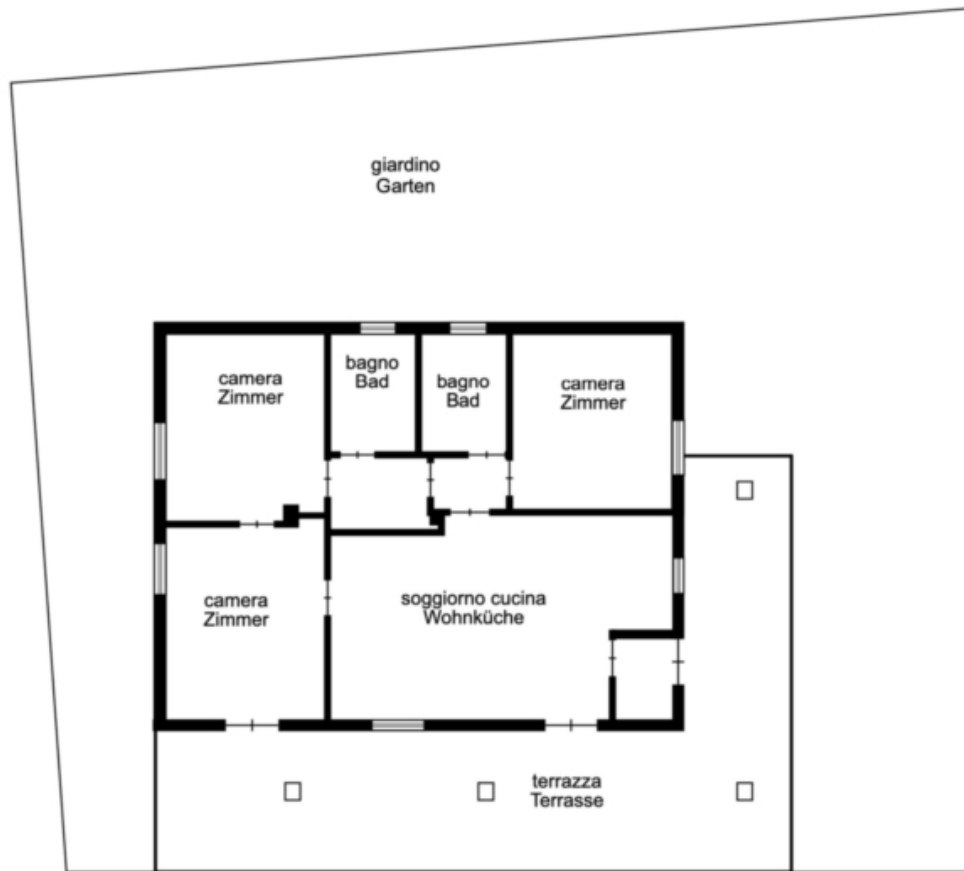 giardino
Garten
camera
Zimmer
bagno
Bad
bagno
Bad
camera
Zimmer
camera
Zimmer
soggiorno cucina
Wohnküche
terrazza
Terrasse